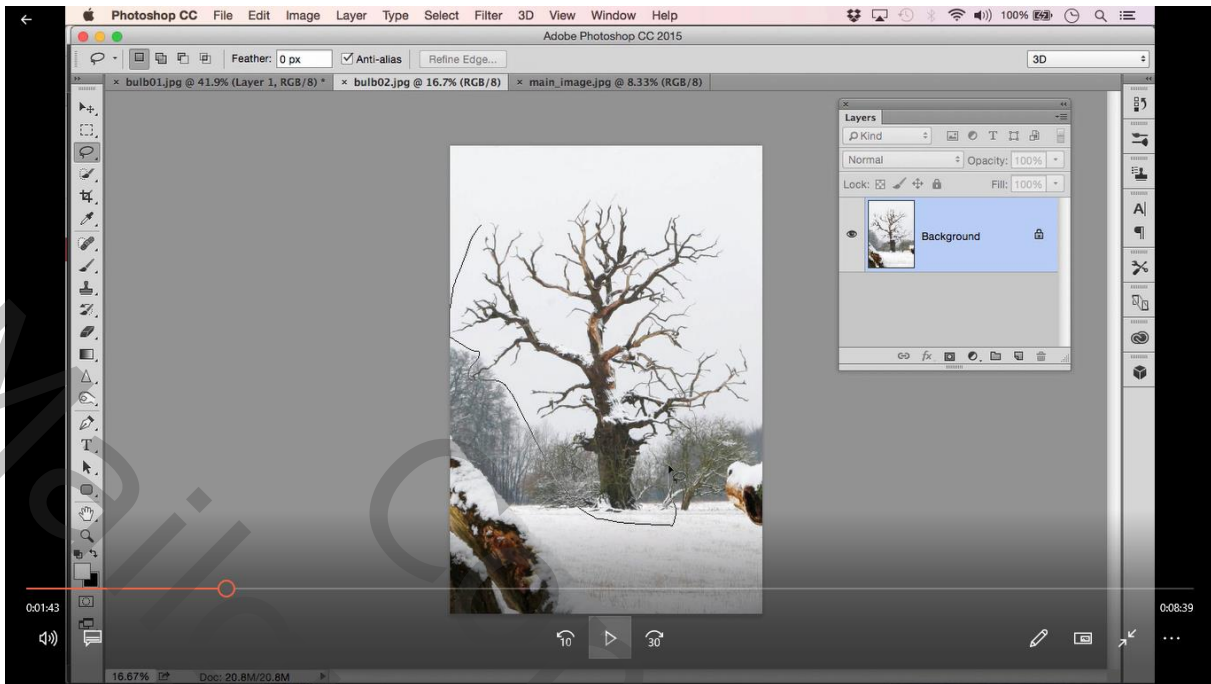 Photoshop CC File Edit Image Layer Type Select Filter 3D View Window Help 100%
Adobe Photoshop CC 2015
Feather: 0 px Anti-alias Refine Edge... 3D
× bulb01.jpg @ 41.9% (Layer 1, RGB/8) * × bulb02.jpg @ 16.7% (RGB/8) × main_image.jpg @ 8.33% (RGB/8)
Layers
Kind
Normal Opacity: 100%
Lock: Fill: 100%
Background
0:01:43 0:08:39
10 30
16.67% Doc: 20.8M/20.8M